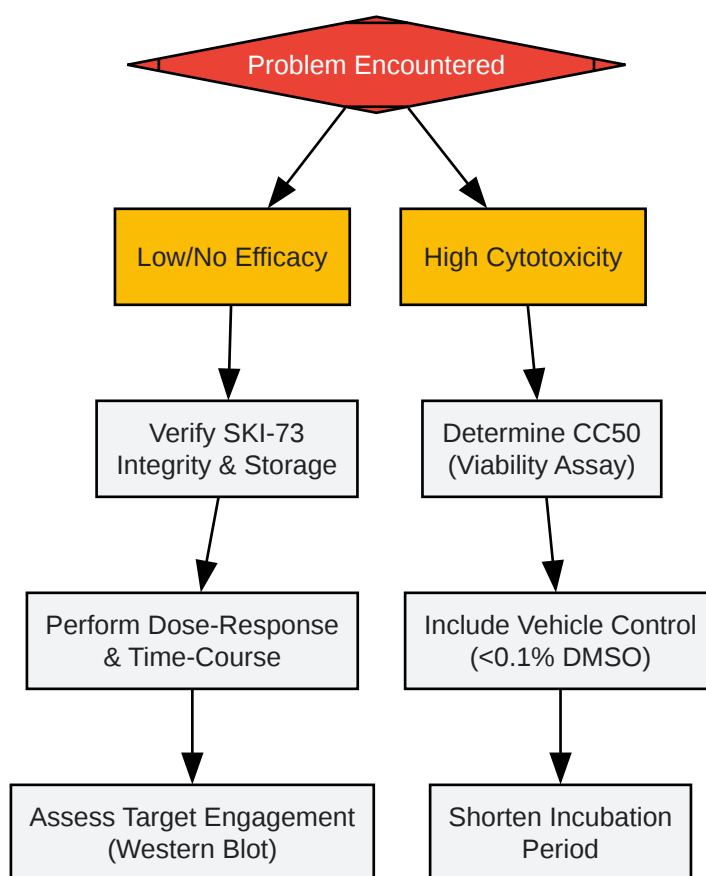 Problem Encountered
Low/No Efficacy
High Cytotoxicity
Verify SKI-73
Integrity & Storage
Determine CC50
(Viability Assay)
Perform Dose-Response
& Time-Course
Include Vehicle Control
(<0.1% DMSO)
Assess Target Engagement
(Western Blot)
Shorten Incubation
Period